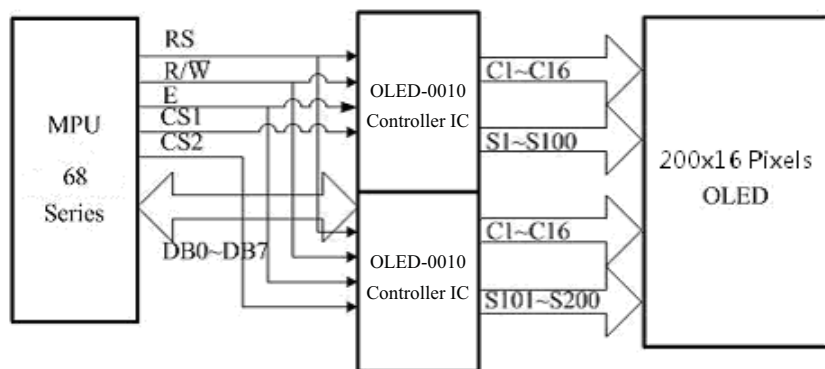 RS
R/W
E
CS1
CS2
MPU
68
Series
DB0~DB7
OLED-0010
Controller IC
OLED-0010
Controller IC
C1~C16
S1~S100
C1~C16
S101~S200
200x16 Pixels
OLED